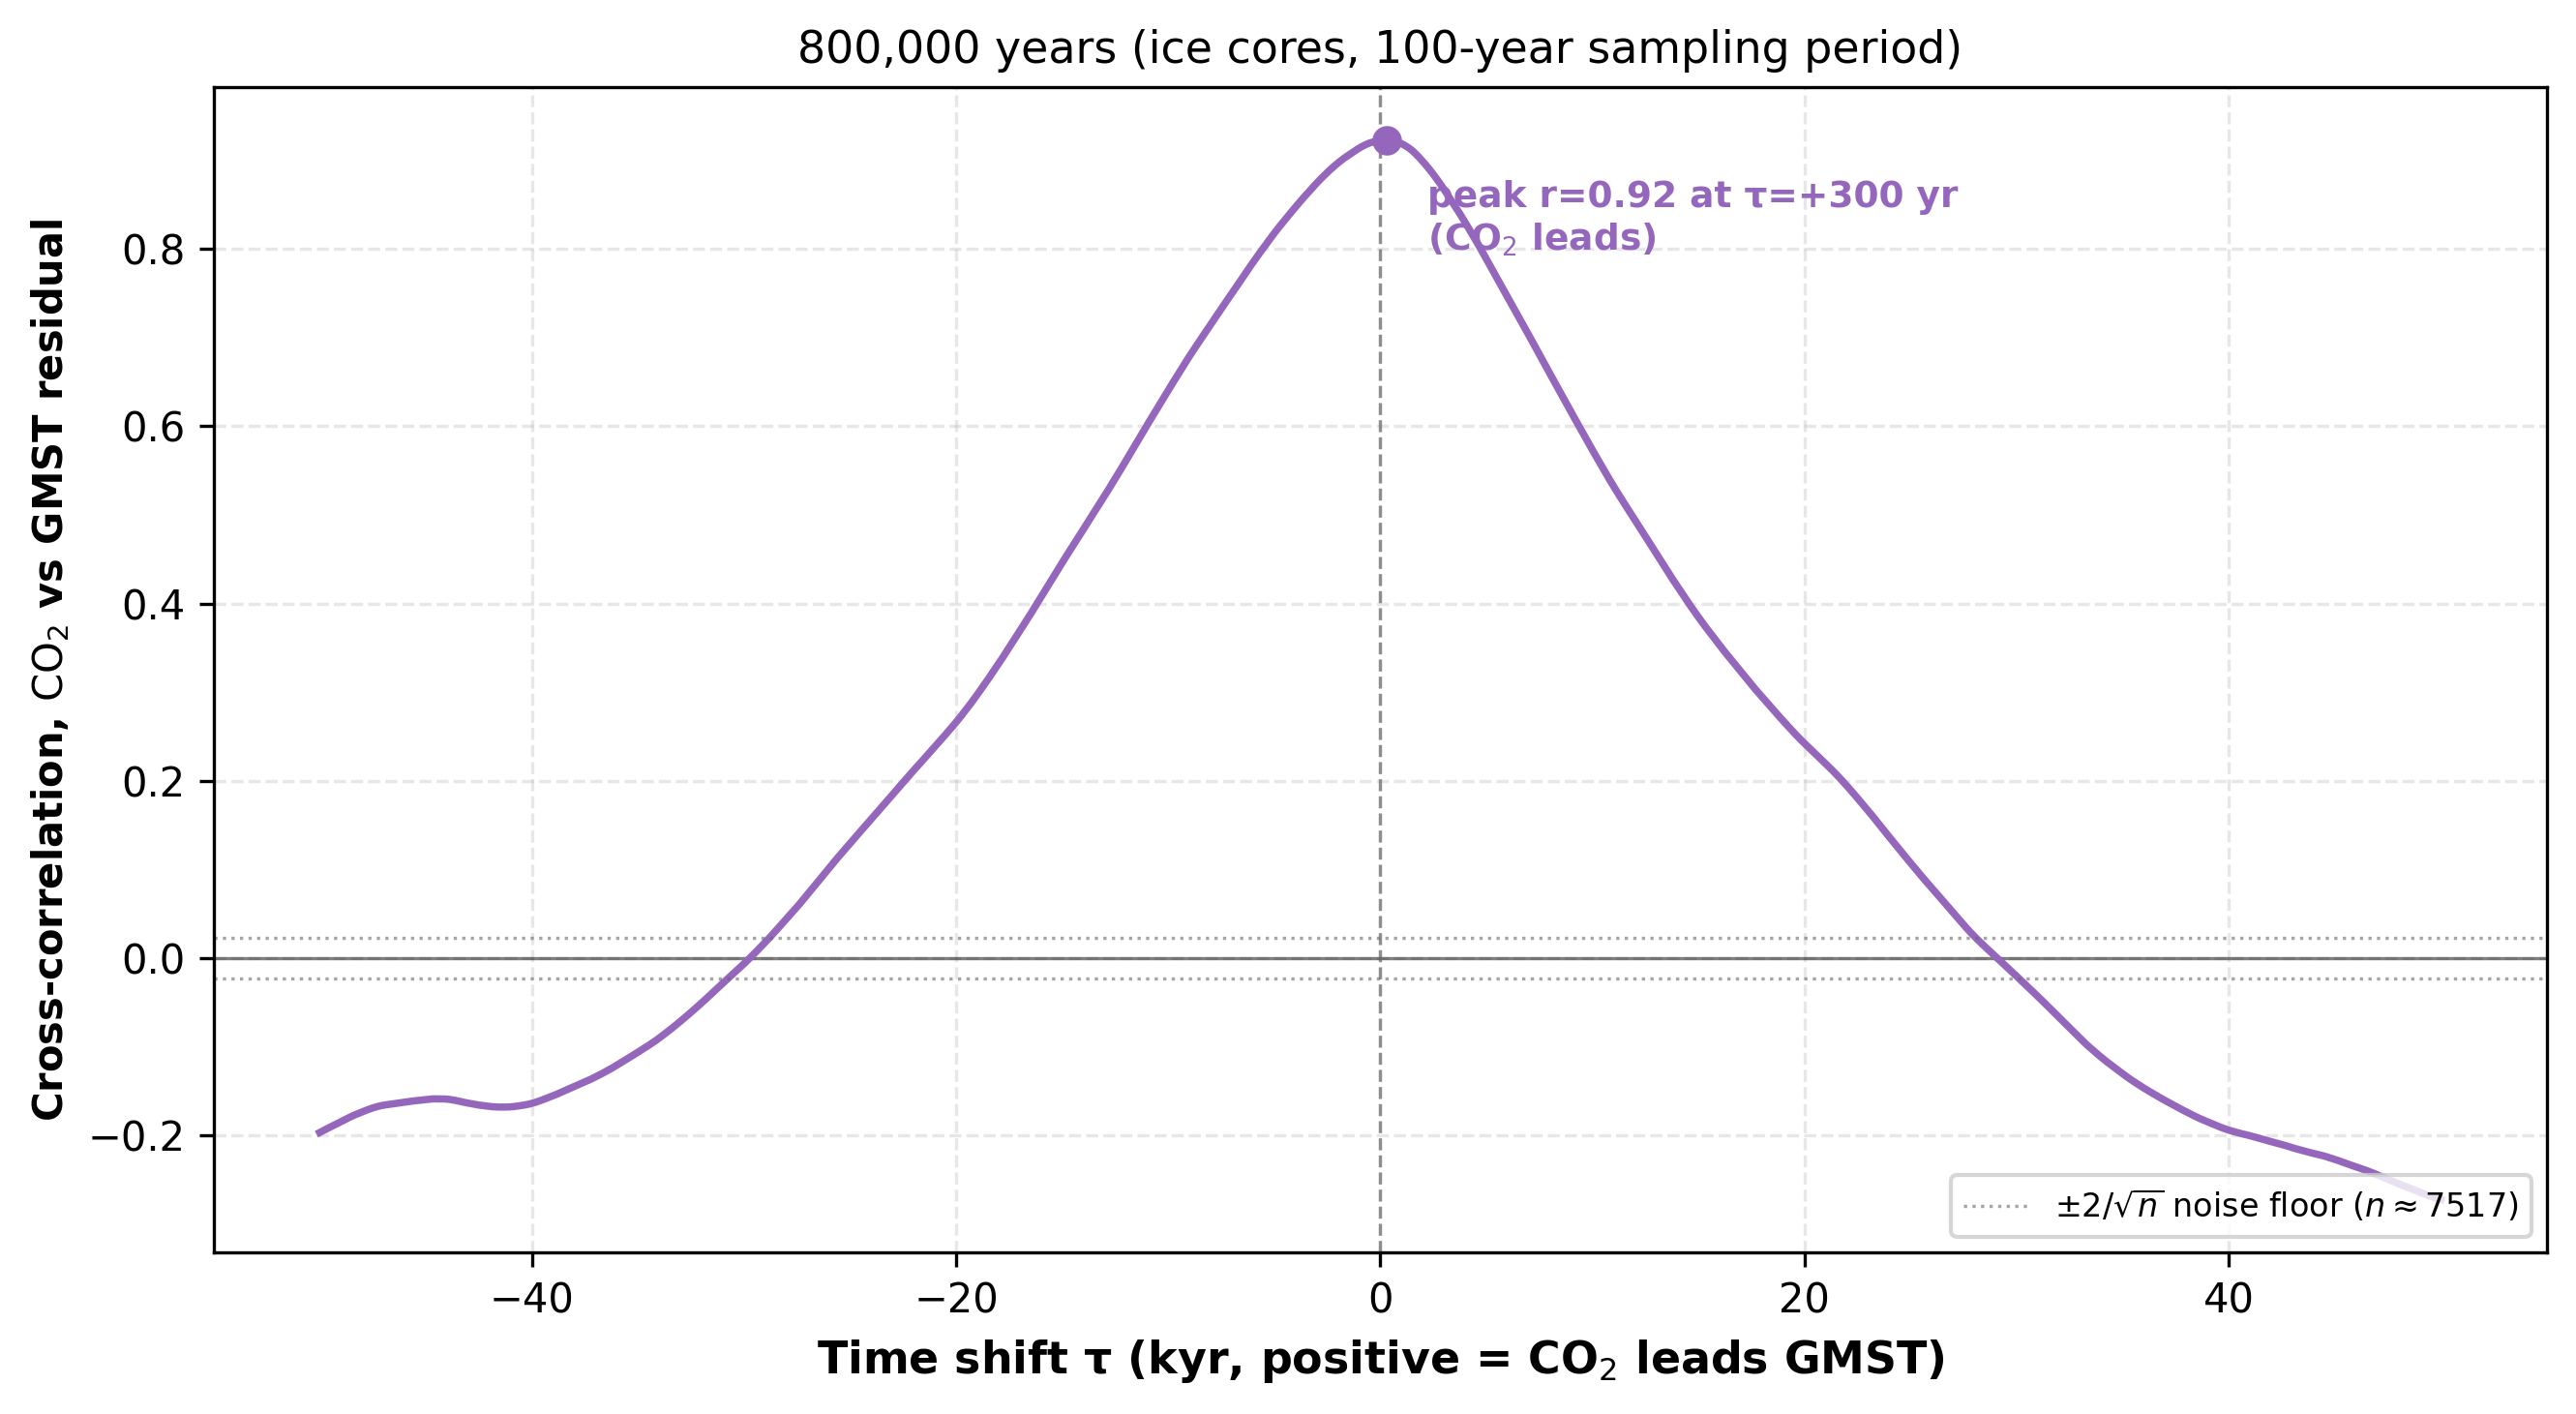 800,000 years (ice cores, 100-year sampling period)
Cross-correlation, CO₂ vs GMST residual
0.8
0.6
0.4
0.2
0.0
−0.2
peak r=0.92 at τ=+300 yr
(CO₂ leads)
±2/√n noise floor (n≈7517)
−40
−20
0
20
40
Time shift τ (kyr, positive = CO₂ leads GMST)